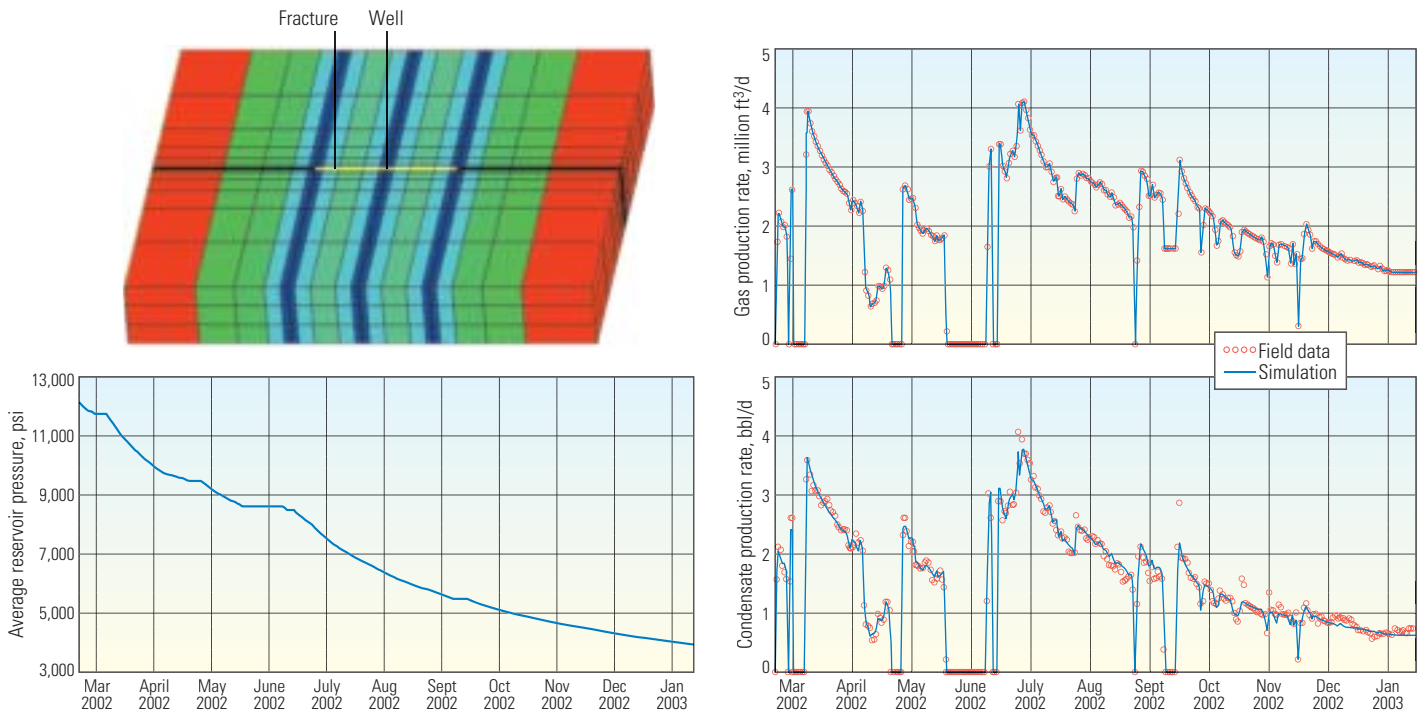 Fracture Well
Gas production rate, million ft³/d
5
4
3
2
1
0
Field data
Simulation
Average reservoir pressure, psi
13,000
11,000
9,000
7,000
5,000
3,000
Mar 2002
April 2002
May 2002
June 2002
July 2002
Aug 2002
Sept 2002
Oct 2002
Nov 2002
Dec 2002
Jan 2003
Condensate production rate, bbl/d
5
4
3
2
1
0
Mar 2002
April 2002
May 2002
June 2002
July 2002
Aug 2002
Sept 2002
Oct 2002
Nov 2002
Dec 2002
Jan 2003